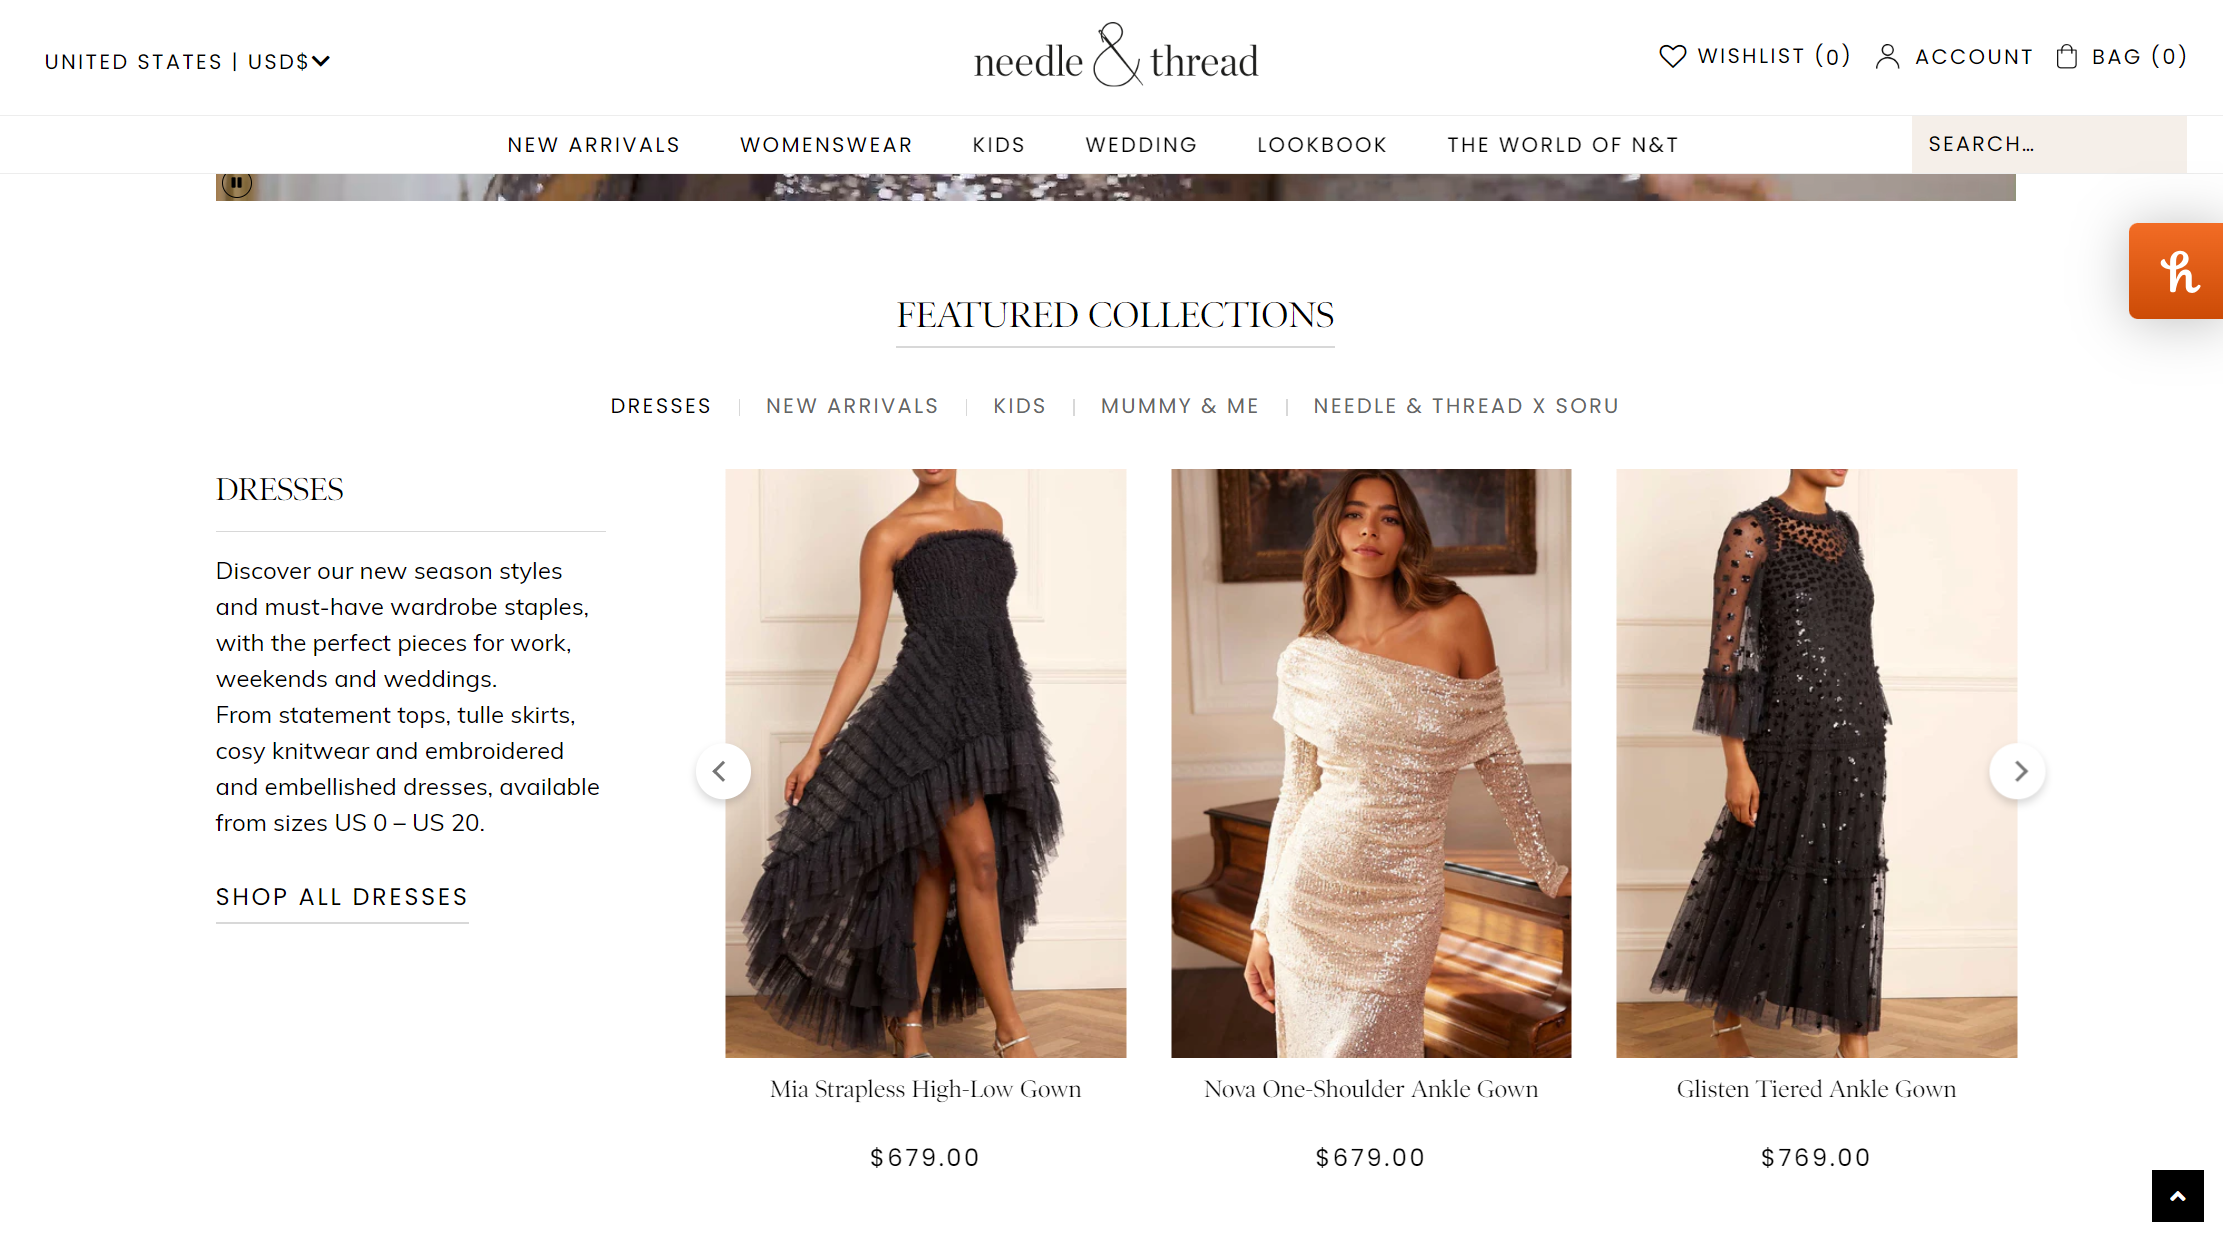 UNITED STATES | USD$
needle & thread
WISHLIST (0)
ACCOUNT
BAG (0)
NEW ARRIVALS
WOMENSWEAR
KIDS
WEDDING
LOOKBOOK
THE WORLD OF N&T
SEARCH...
h
FEATURED COLLECTIONS
DRESSES
NEW ARRIVALS
KIDS
MUMMY & ME
NEEDLE & THREAD X SORU
DRESSES
Discover our new season styles
and must-have wardrobe staples,
with the perfect pieces for work,
weekends and weddings.
From statement tops, tulle skirts,
cosy knitwear and embroidered
and embellished dresses, available
from sizes US 0 – US 20.
SHOP ALL DRESSES
Mia Strapless High-Low Gown
$679.00
Nova One-Shoulder Ankle Gown
$679.00
Glisten Tiered Ankle Gown
$769.00